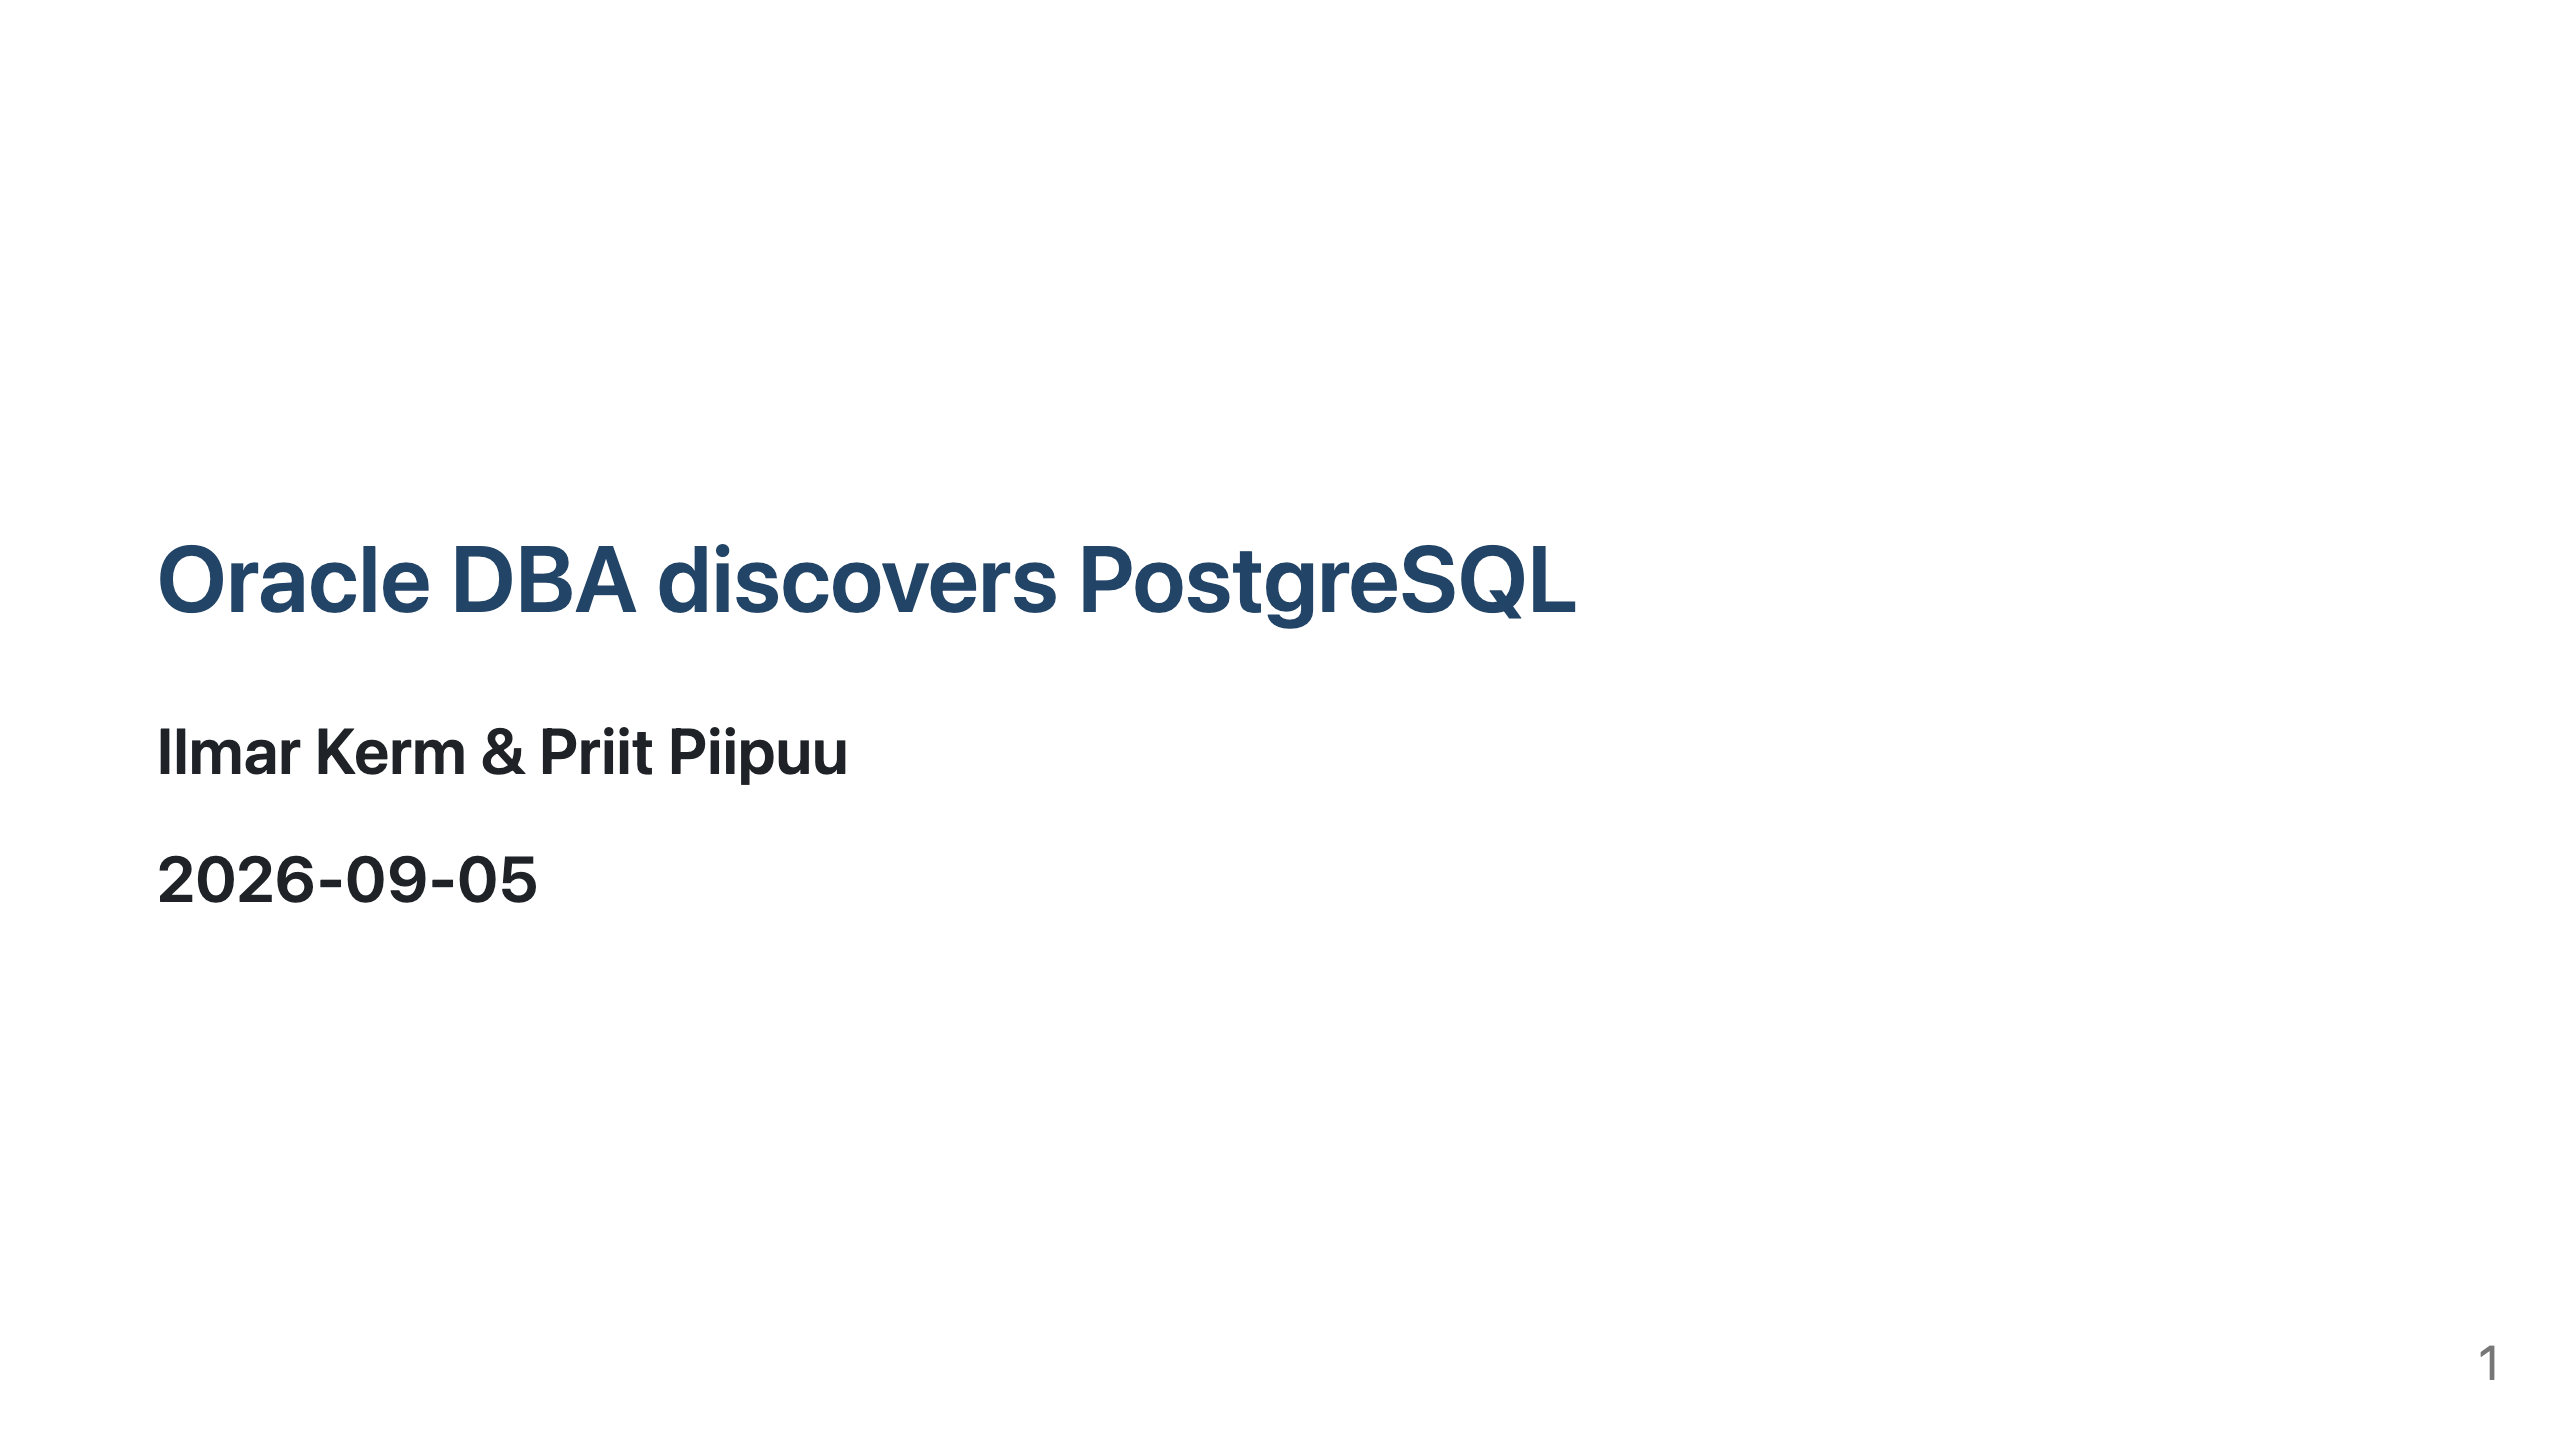 Oracle DBA discovers PostgreSQL
Ilmar Kerm & Priit Piipuu
2026-09-05
1